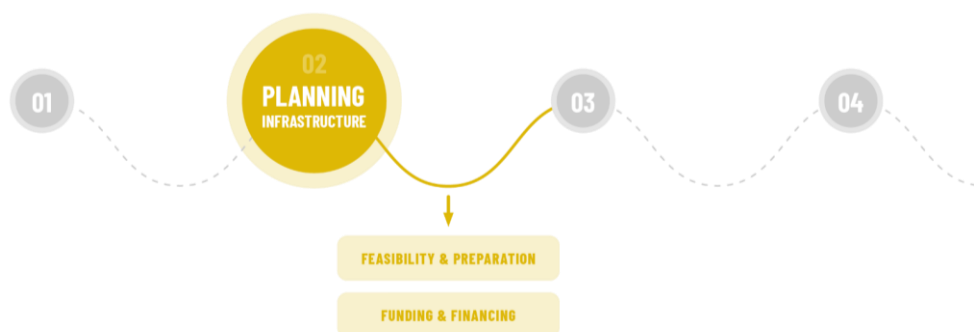 01
02
PLANNING
INFRASTRUCTURE
03
04
FEASIBILITY & PREPARATION
FUNDING & FINANCING